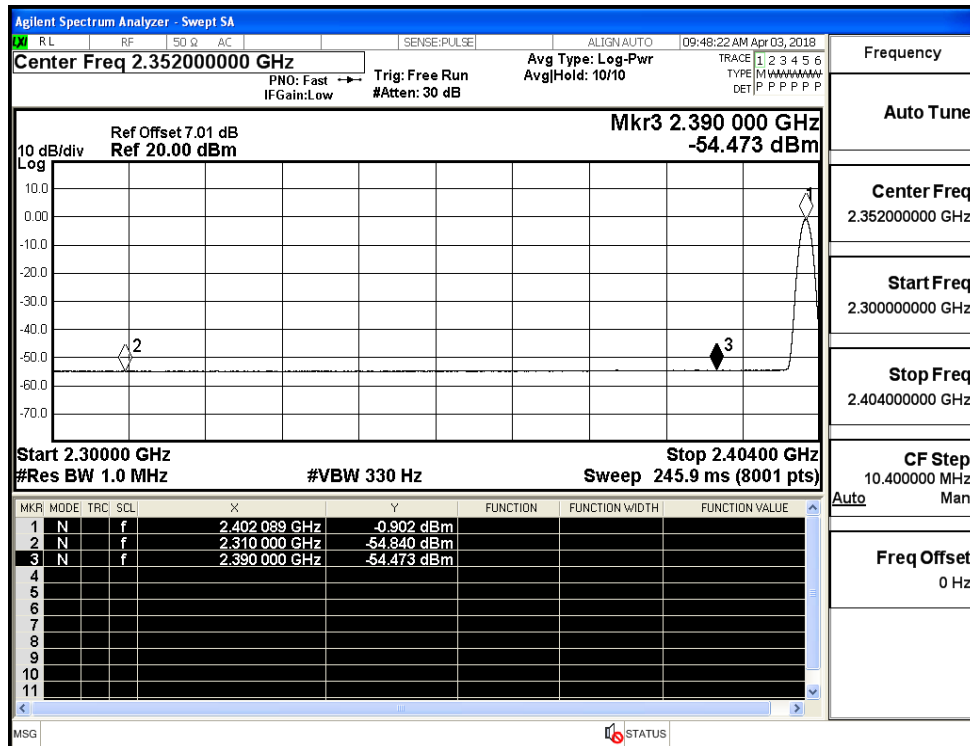 Agilent Spectrum Analyzer - Swept SA
LXI RL RF 50 Ω AC SENSE:PULSE ALIGN AUTO 09:48:22 AM Apr 03, 2018
Center Freq 2.352000000 GHz
PNO: Fast
IFGain:Low
Trig: Free Run
#Atten: 30 dB
Avg Type: Log-Pwr
Avg|Hold: 10/10
TRACE 1 2 3 4 5 6
TYPE M W W W W W
DET P P P P P P
Ref Offset 7.01 dB
10 dB/div Ref 20.00 dBm
Log
Mkr3 2.390 000 GHz
-54.473 dBm
10.0
0.00
-10.0
-20.0
-30.0
-40.0
-50.0
-60.0
-70.0
1
2
3
Start 2.30000 GHz Stop 2.40400 GHz
#Res BW 1.0 MHz #VBW 330 Hz Sweep 245.9 ms (8001 pts)
MKR MODE TRC SCL X Y FUNCTION FUNCTION WIDTH FUNCTION VALUE
1 N f 2.402 089 GHz -0.902 dBm
2 N f 2.310 000 GHz -54.840 dBm
3 N f 2.390 000 GHz -54.473 dBm
4
5
6
7
8
9
10
11
MSG STATUS
Frequency
Auto Tune
Center Freq
2.352000000 GHz
Start Freq
2.300000000 GHz
Stop Freq
2.404000000 GHz
CF Step
10.400000 MHz
Auto Man
Freq Offset
0 Hz